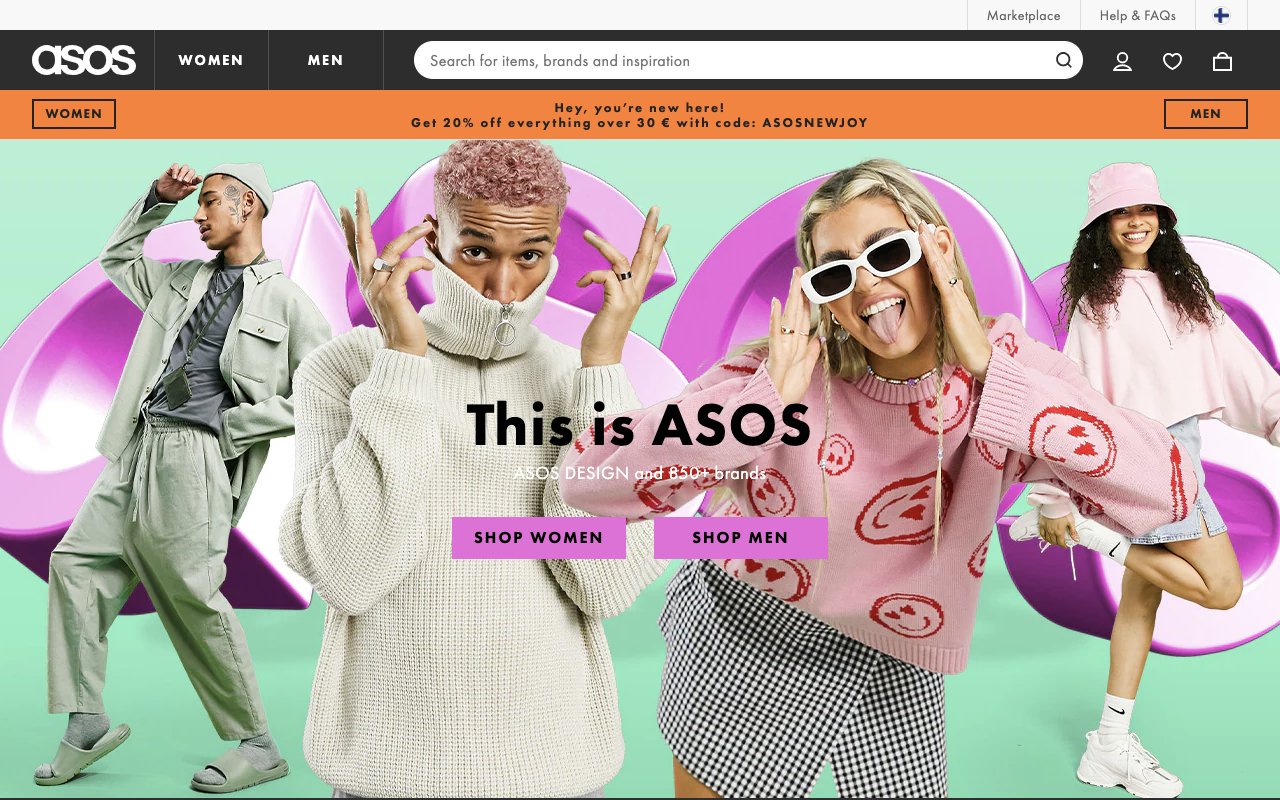 Marketplace
Help & FAQs
asos
WOMEN
MEN
Search for items, brands and inspiration
WOMEN
Hey, you're new here!
Get 20% off everything over 30 € with code: ASOSNEWJOY
MEN
This is ASOS
ASOS DESIGN and 850+ brands
SHOP WOMEN
SHOP MEN